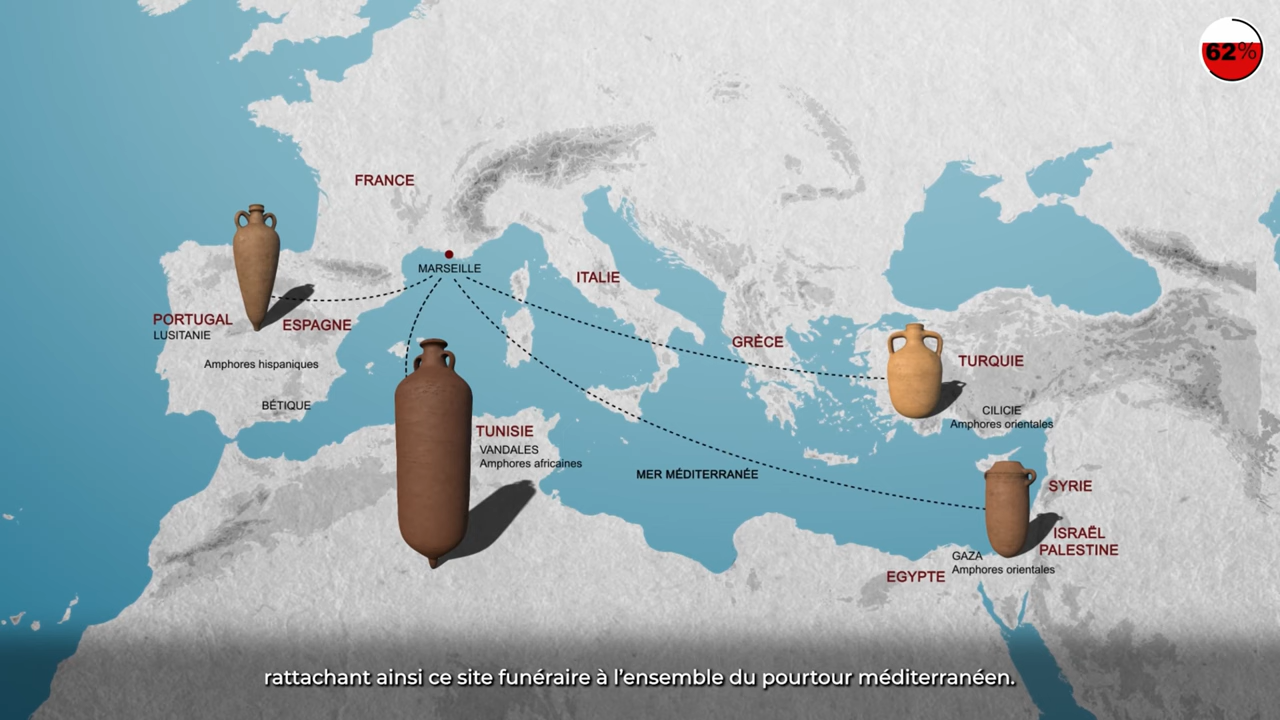 62%
FRANCE
MARSEILLE
ITALIE
PORTUGAL
LUSITANIE
ESPAGNE
Amphores hispaniques
BÉTIQUE
GRÈCE
TURQUIE
CILICIE
Amphores orientales
TUNISIE
VANDALES
Amphores africaines
MER MÉDITERRANÉE
SYRIE
ISRAËL
PALESTINE
GAZA
Amphores orientales
EGYPTE
rattachant ainsi ce site funéraire à l'ensemble du pourtour méditerranéen.